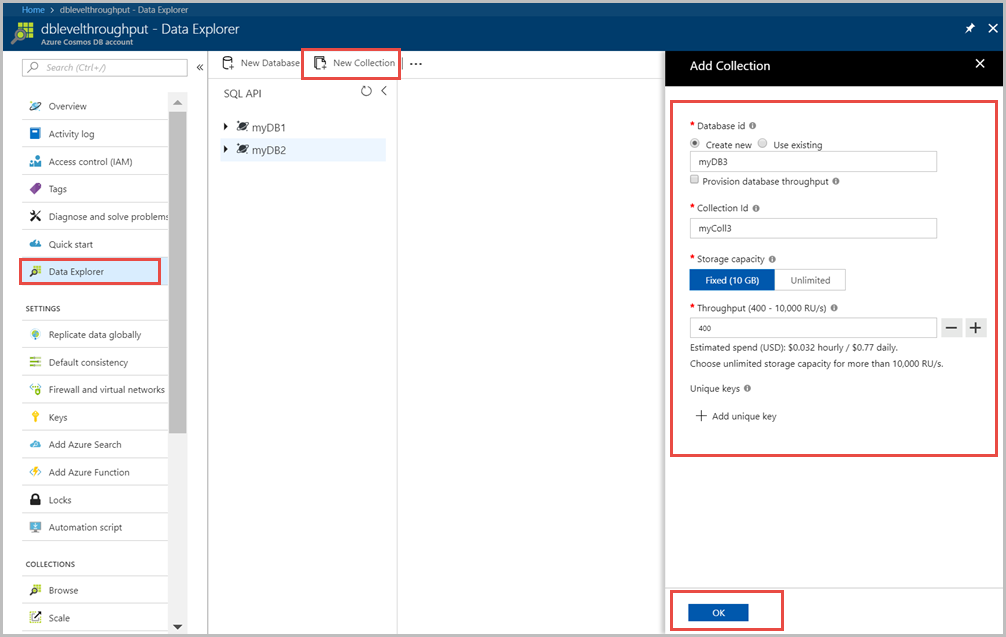 Home > dblevelthroughput - Data Explorer
dblevelthroughput - Data Explorer
Azure Cosmos DB account
Search (Ctrl+/)
Overview
Activity log
Access control (IAM)
Tags
Diagnose and solve problems
Quick start
Data Explorer
SETTINGS
Replicate data globally
Default consistency
Firewall and virtual networks
Keys
Add Azure Search
Add Azure Function
Locks
Automation script
COLLECTIONS
Browse
Scale
New Database
New Collection
SQL API
myDB1
myDB2
Add Collection
* Database id
Create new Use existing
myDB3
Provision database throughput
* Collection Id
myColl3
* Storage capacity
Fixed (10 GB) Unlimited
* Throughput (400 - 10,000 RU/s)
400
Estimated spend (USD): $0.032 hourly / $0.77 daily.
Choose unlimited storage capacity for more than 10,000 RU/s.
Unique keys
Add unique key
OK